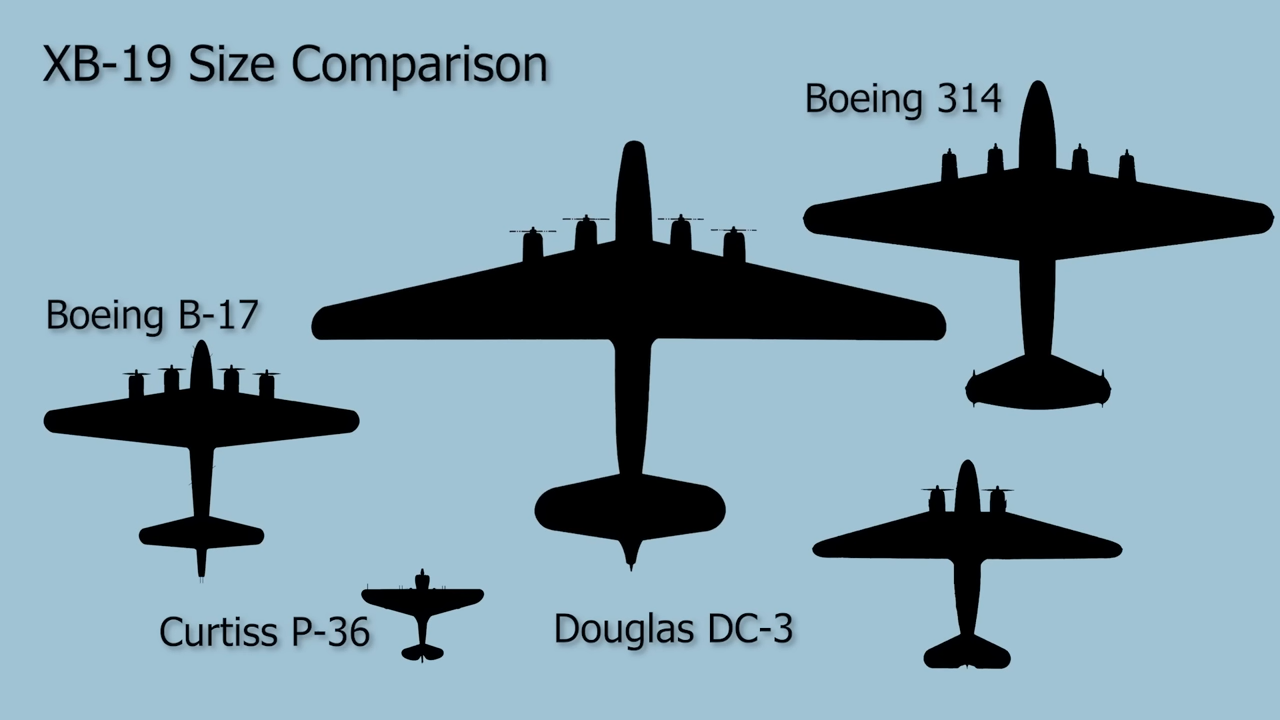 XB-19 Size Comparison
Boeing 314
Boeing B-17
Curtiss P-36
Douglas DC-3